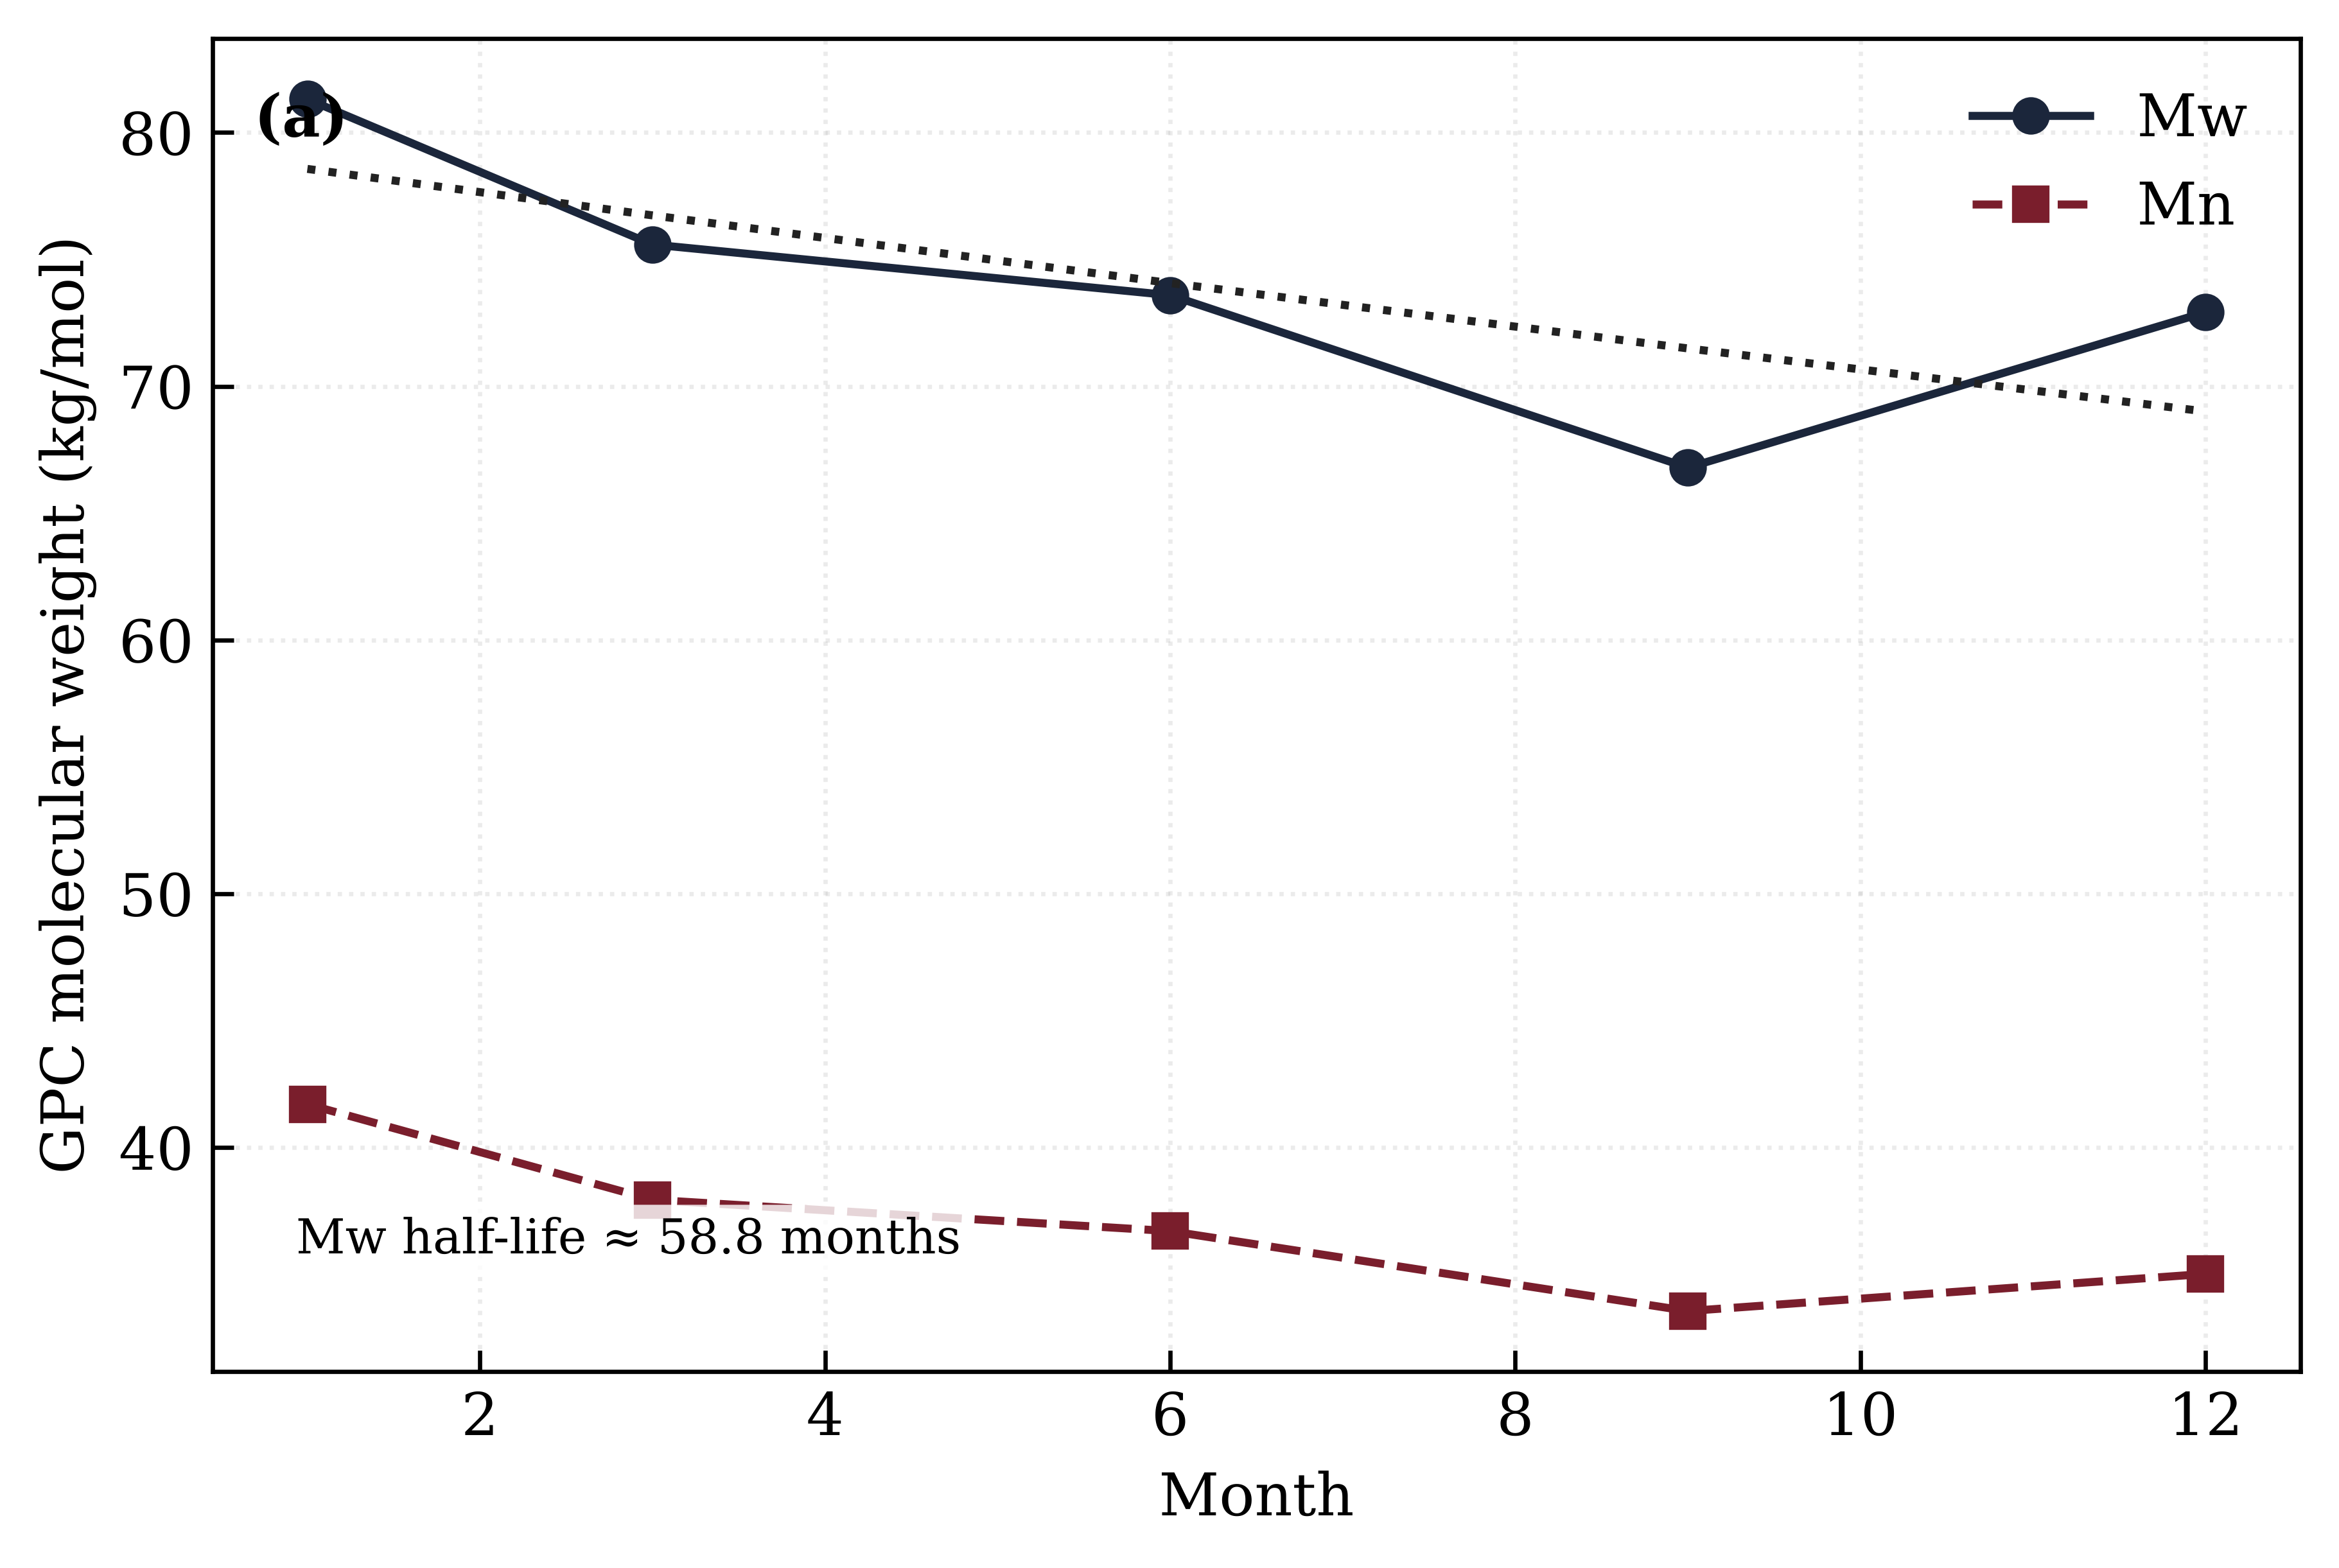 (a)
Mw
Mn
80
70
60
50
40
GPC molecular weight (kg/mol)
Mw half-life ≈ 58.8 months
2
4
6
8
10
12
Month